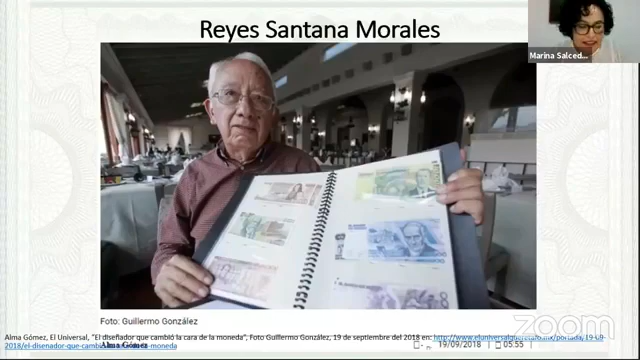 Reyes Santana Morales
Marina Salced...
Foto: Guillermo González
Alma Gómez, El Universal, "El diseñador que cambió la cara de la moneda", Foto Guillermo González, 19 de septiembre del 2018 en: http://www.eluniversalqueretaro.mx/portada/19-09-
2018/el-disenador-que-cambio-la-cara-de-la-moneda
Alma Gómez
19/09/2018
05:55
zoom